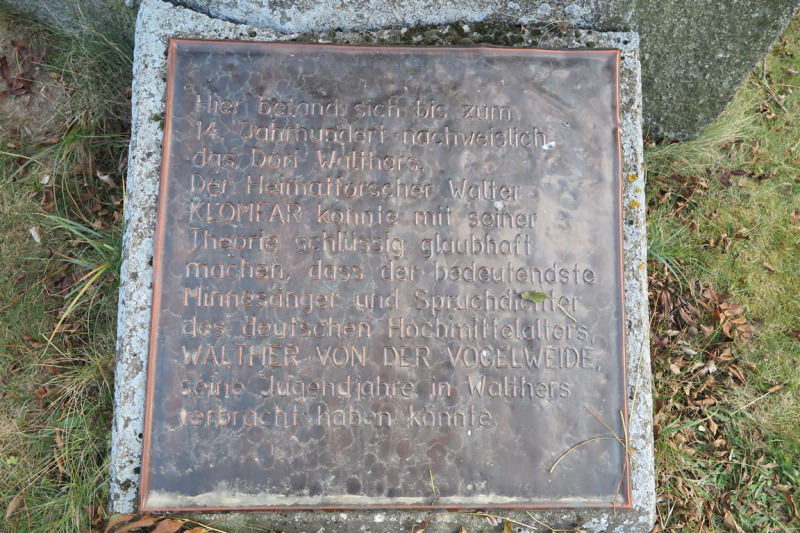 Hier befand sich bis zum
14. Jahrhundert nachweislich
das Dorf Walthers.
Der Heimatforscher Walter
KLOMFAR konnte mit seiner
Theorie schlüssig glaubhaft
machen, dass der bedeutendste
Minnesänger und Spruchdichter
des deutschen Hochmittelalters,
WALTHER VON DER VOGELWEIDE,
seine Jugendjahre in Walthers
verbracht haben könnte.